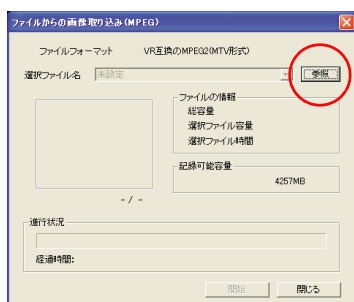 ファイルからの画像取り込み(MPEG)
ファイルフォーマット VR互換のMPEG2(MTV形式)
選択ファイル名 未設定 参照
ファイルの情報
総容量
選択ファイル容量
選択ファイル時間
記録可能容量
4257MB
- / -
進行状況
経過時間:
開始 閉じる